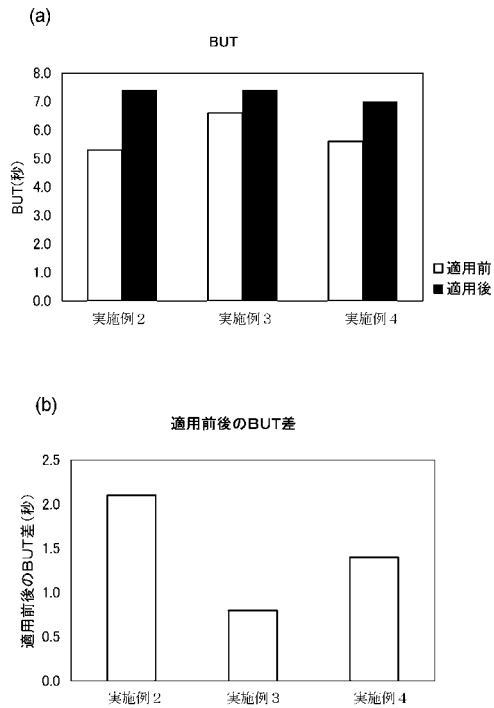 (a)
BUT
8.0
7.0
6.0
5.0
4.0
3.0
2.0
1.0
0.0
BUT(秒)
実施例２
実施例３
実施例４
適用前
適用後
(b)
適用前後のＢＵＴ差
2.5
2.0
1.5
1.0
0.5
0.0
適用前後のＢＵＴ差(秒)
実施例２
実施例３
実施例４